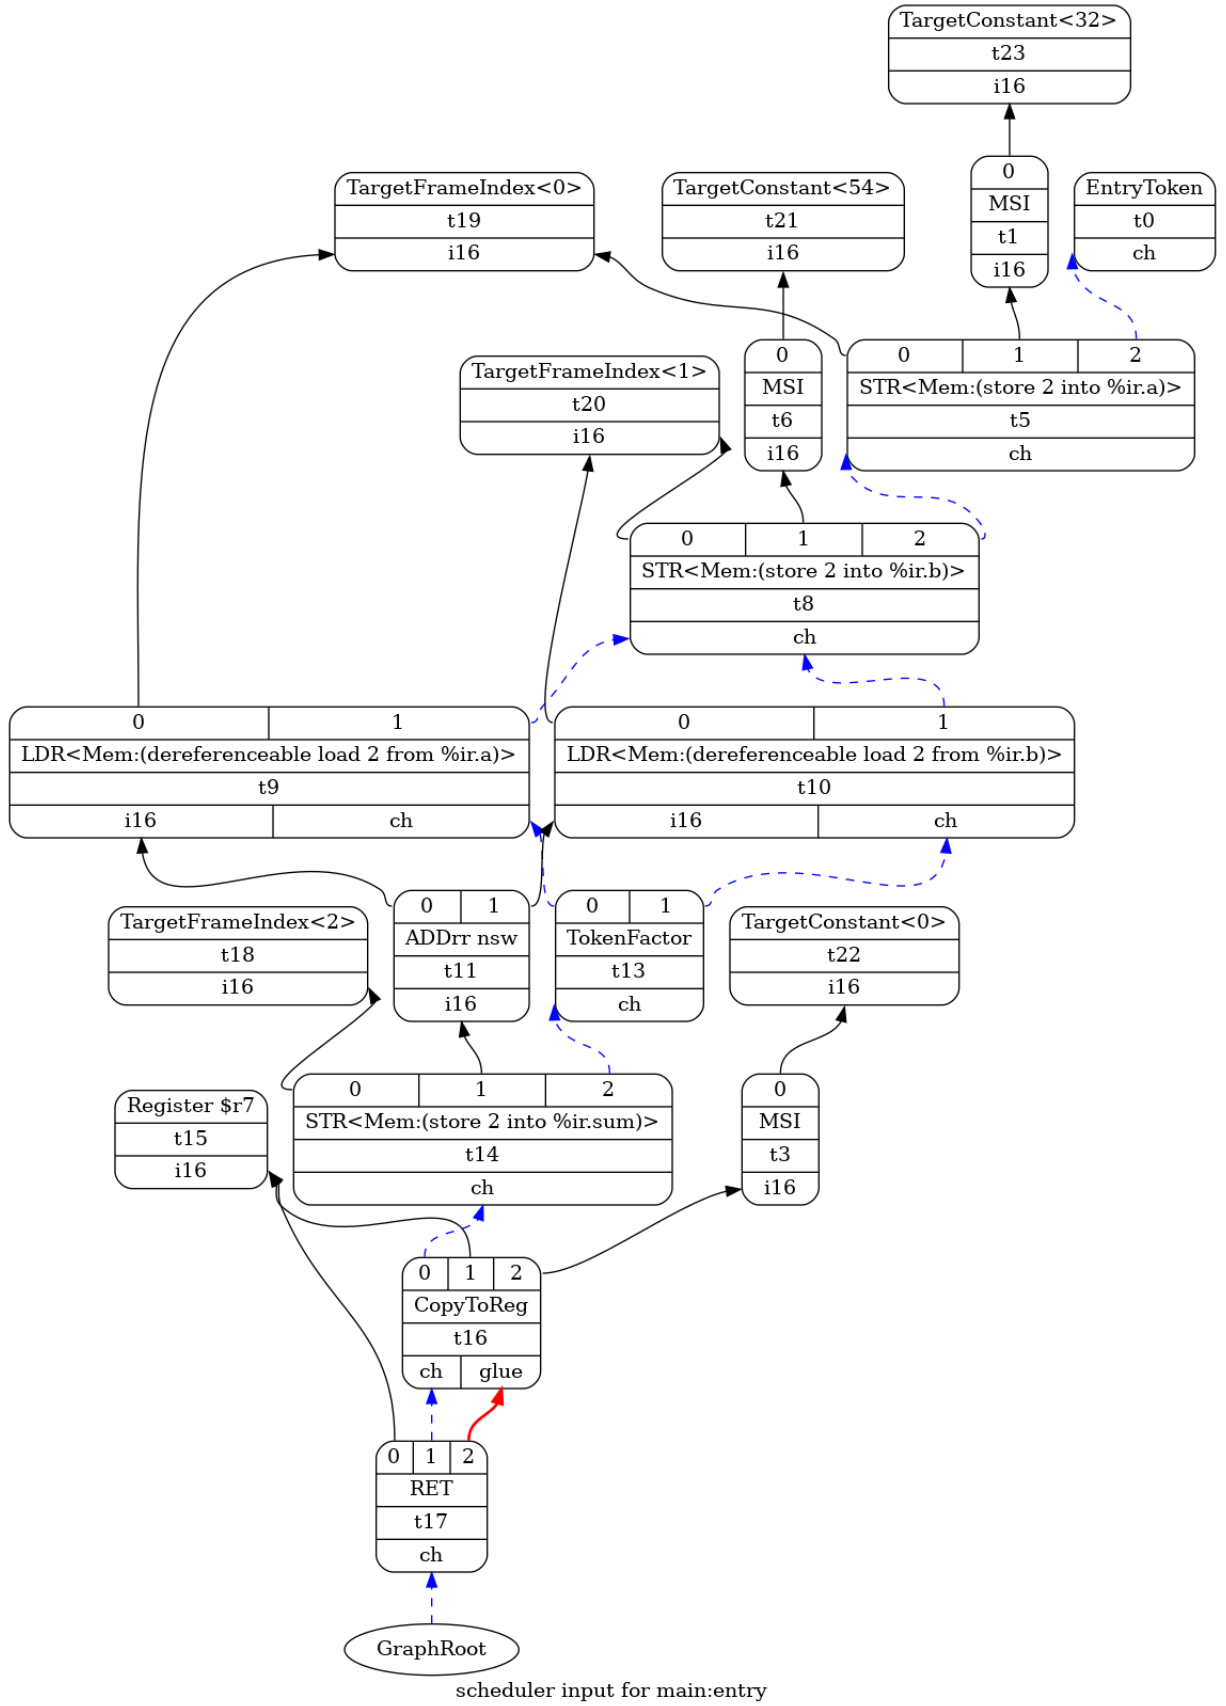 TargetConstant<32>
t23
i16
0
MSI
t1
i16
EntryToken
t0
ch
TargetFrameIndex<0>
t19
i16
TargetConstant<54>
t21
i16
0 1 2
STR<Mem:(store 2 into %ir.a)>
t5
ch
0
MSI
t6
i16
TargetFrameIndex<1>
t20
i16
0 1 2
STR<Mem:(store 2 into %ir.b)>
t8
ch
0 1
LDR<Mem:(dereferenceable load 2 from %ir.a)>
t9
i16 ch
0 1
LDR<Mem:(dereferenceable load 2 from %ir.b)>
t10
i16 ch
TargetFrameIndex<2>
t18
i16
0 1
ADDrr nsw
t11
i16
0 1
TokenFactor
t13
ch
TargetConstant<0>
t22
i16
Register $r7
t15
i16
0 1 2
STR<Mem:(store 2 into %ir.sum)>
t14
ch
0
MSI
t3
i16
0 1 2
CopyToReg
t16
ch glue
0 1 2
RET
t17
ch
GraphRoot
scheduler input for main:entry